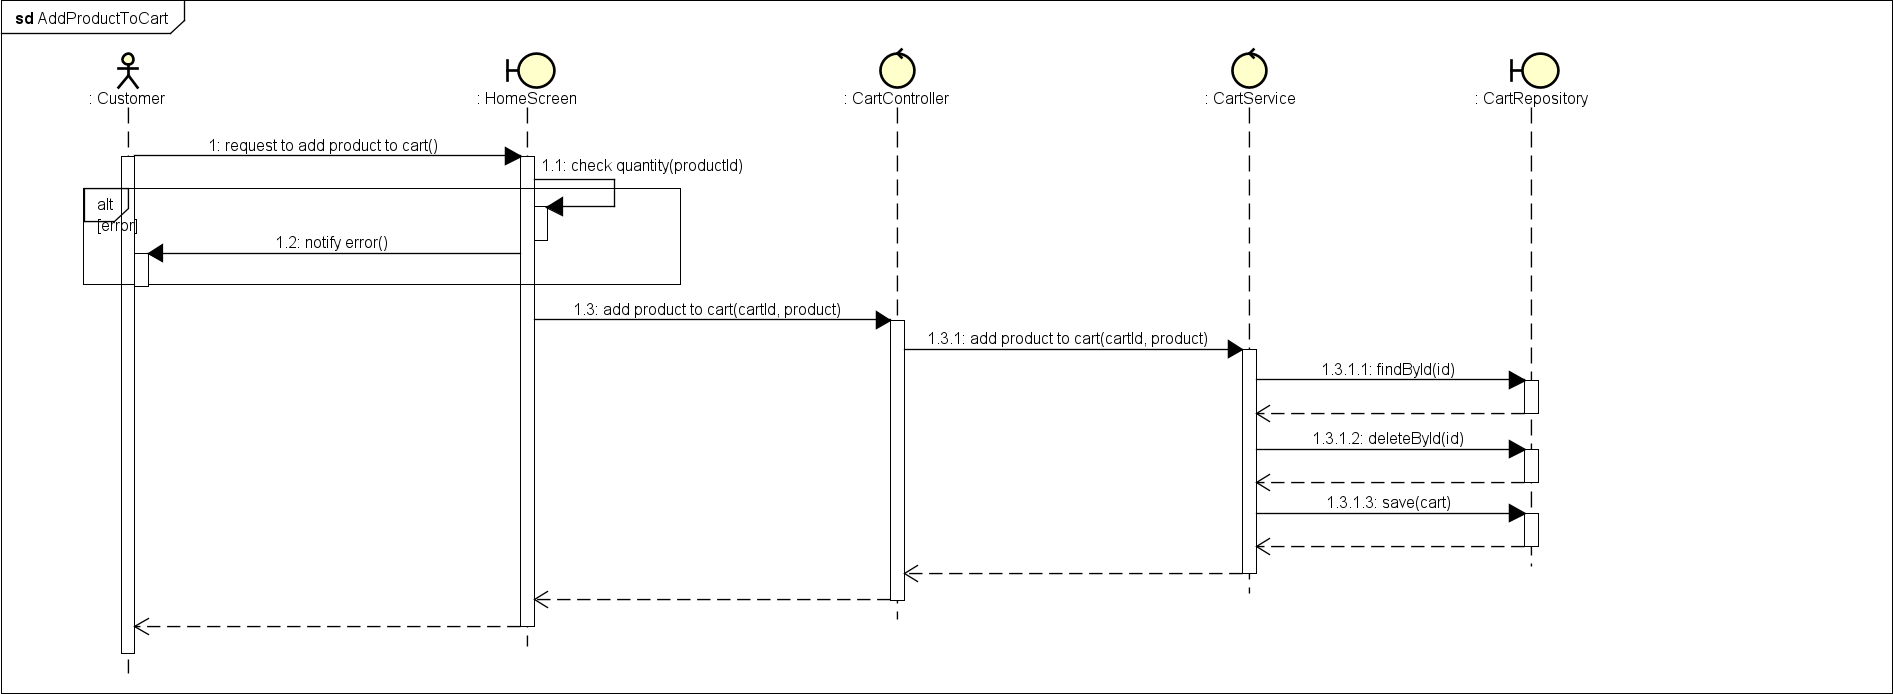 sd AddProductToCart
: Customer
: HomeScreen
: CartController
: CartService
: CartRepository
1: request to add product to cart()
1.1: check quantity(productId)
alt
[error]
1.2: notify error()
1.3: add product to cart(cartId, product)
1.3.1: add product to cart(cartId, product)
1.3.1.1: findById(id)
1.3.1.2: deleteById(id)
1.3.1.3: save(cart)